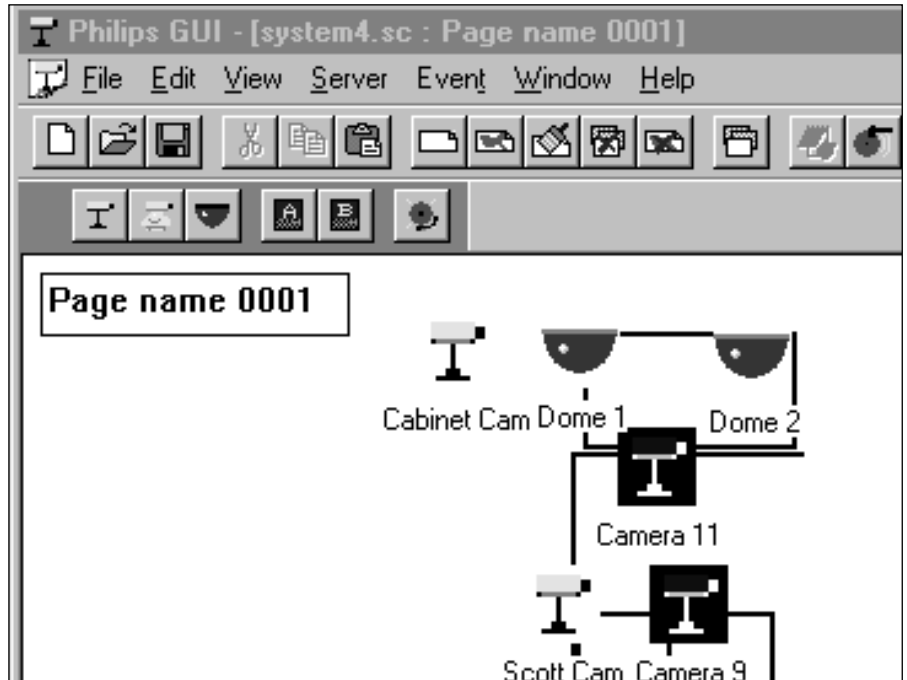 Philips GUI - [system4.sc : Page name 0001]
File Edit View Server Event Window Help
A B
Page name 0001
Cabinet Cam Dome 1 Dome 2
Camera 11
Scott Cam Camera 9